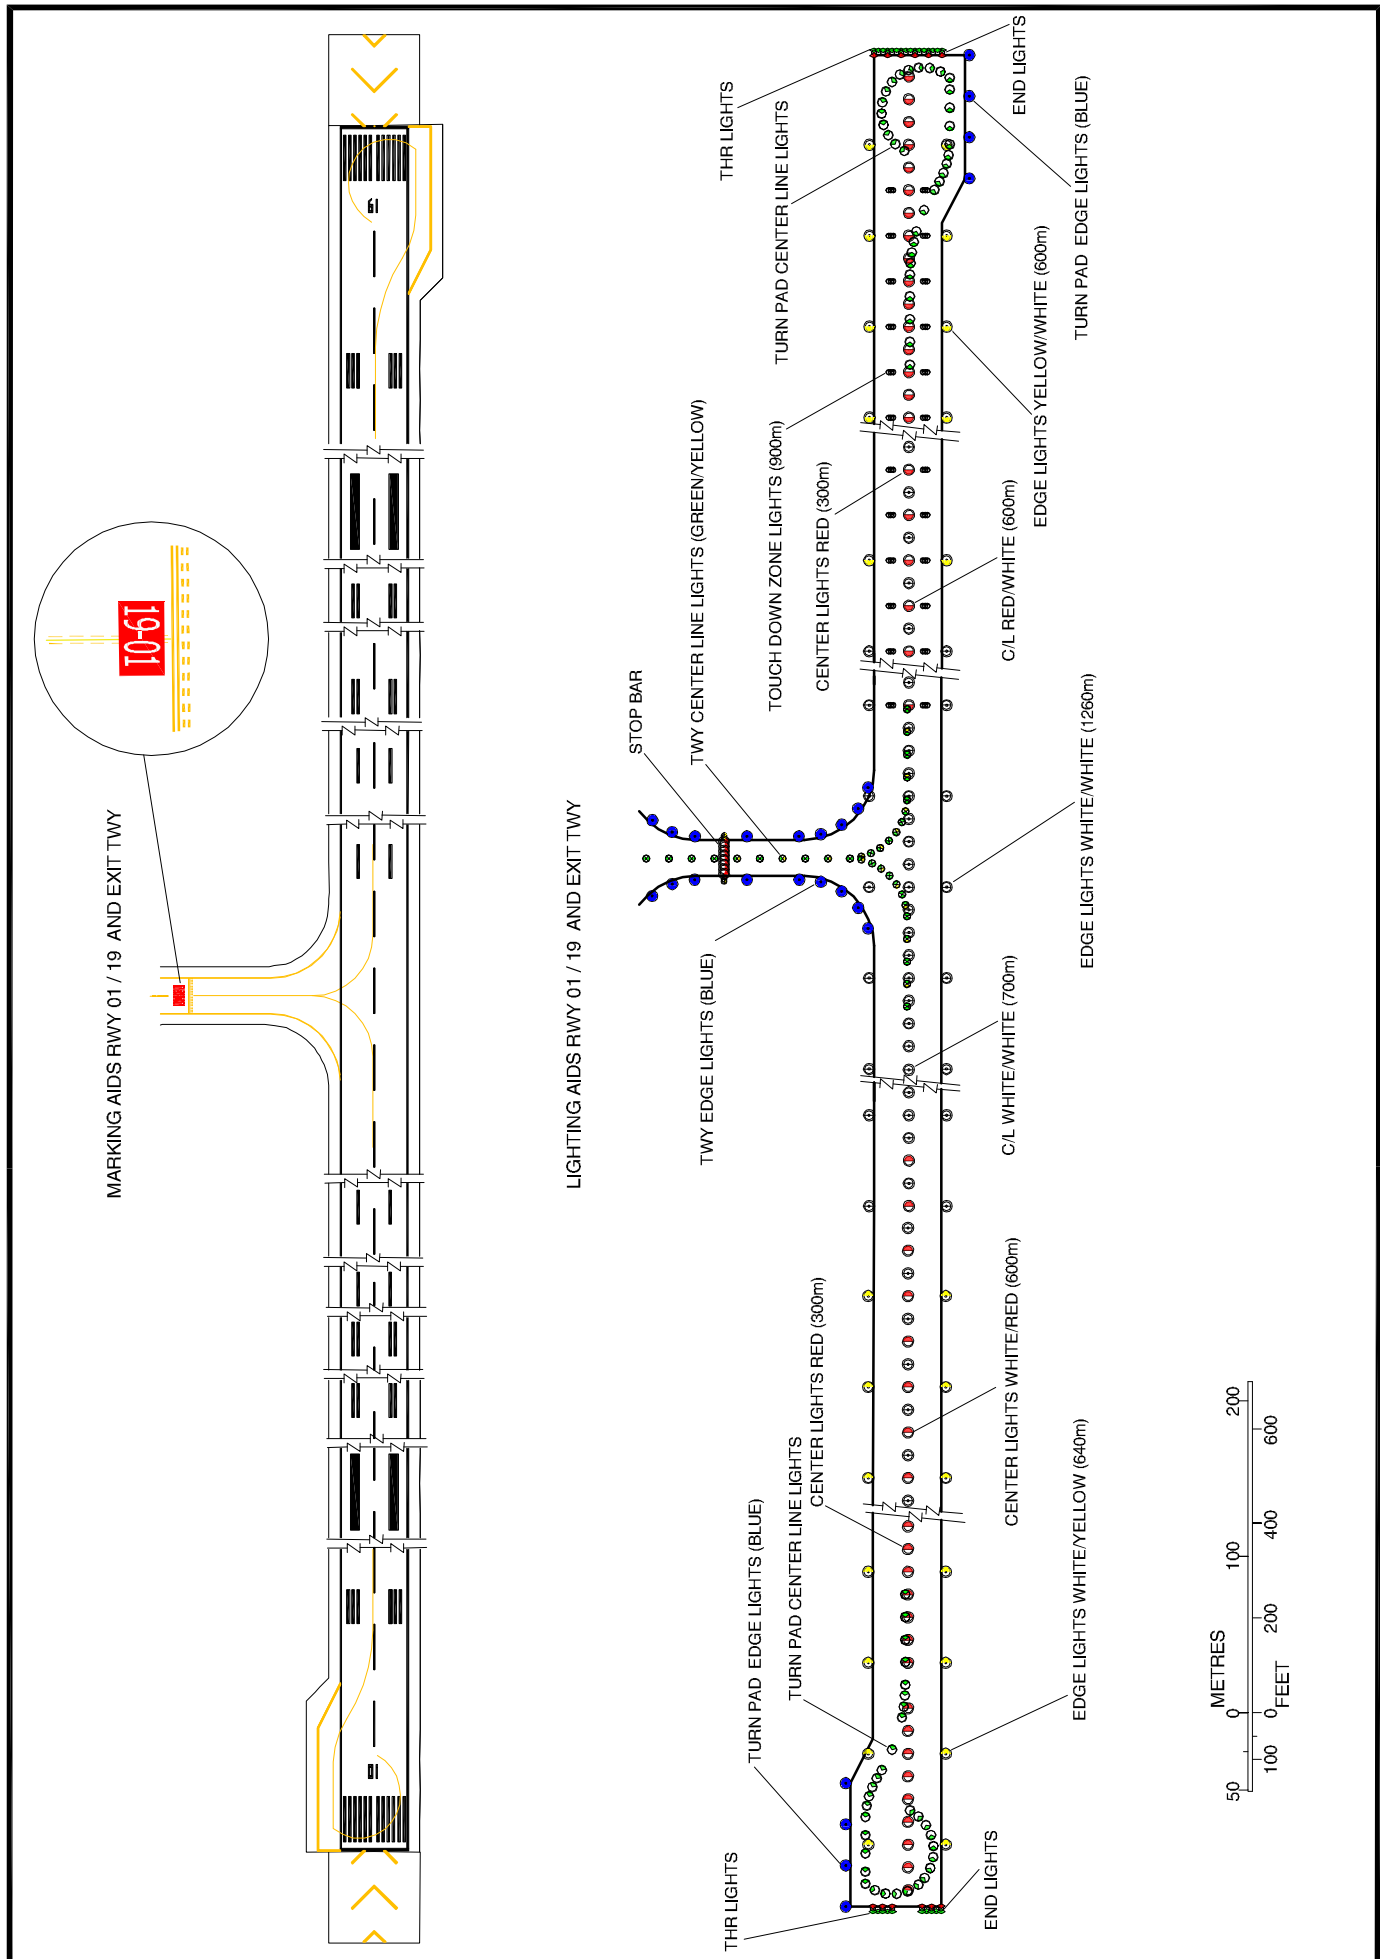 MARKING AIDS RWY 01 / 19 AND EXIT TWY
19-01
LIGHTING AIDS RWY 01 / 19 AND EXIT TWY
THR LIGHTS
END LIGHTS
TURN PAD EDGE LIGHTS (BLUE)
TURN PAD CENTER LINE LIGHTS
CENTER LIGHTS RED (300m)
EDGE LIGHTS WHITE/YELLOW (640m)
CENTER LIGHTS WHITE/RED (600m)
TWY EDGE LIGHTS (BLUE)
C/L WHITE/WHITE (700m)
STOP BAR
TWY CENTER LINE LIGHTS (GREEN/YELLOW)
EDGE LIGHTS WHITE/WHITE (1260m)
TOUCH DOWN ZONE LIGHTS (900m)
CENTER LIGHTS RED (300m)
C/L RED/WHITE (600m)
EDGE LIGHTS YELLOW/WHITE (600m)
THR LIGHTS
TURN PAD CENTER LINE LIGHTS
END LIGHTS
TURN PAD EDGE LIGHTS (BLUE)
METRES
50 0 100 200
100 0 200 400 600
FEET